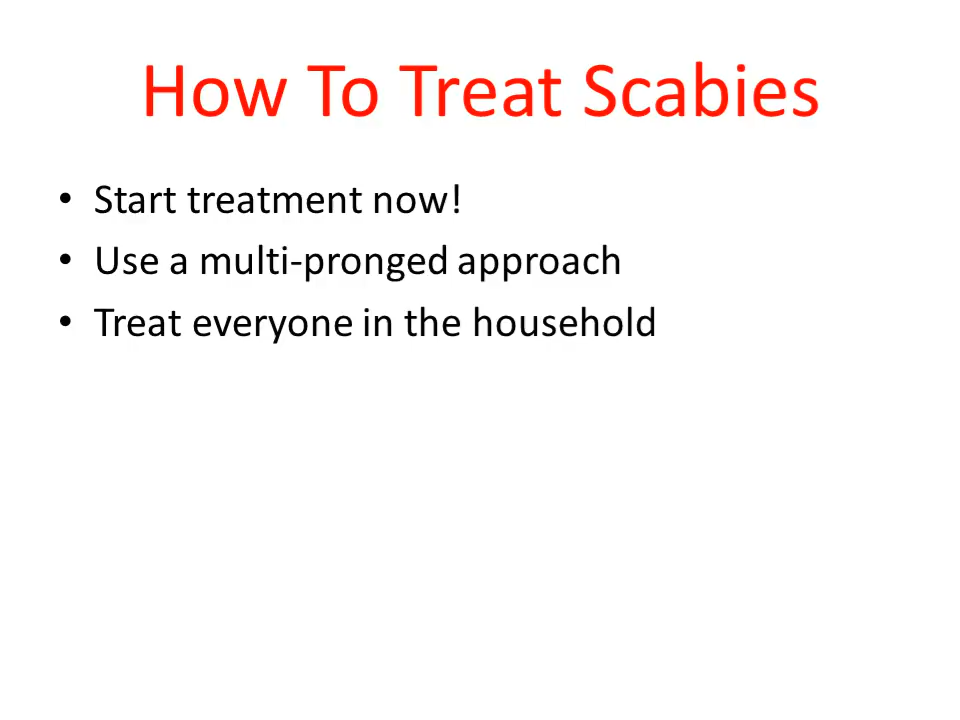 How To Treat Scabies
• Start treatment now!
• Use a multi-pronged approach
• Treat everyone in the household